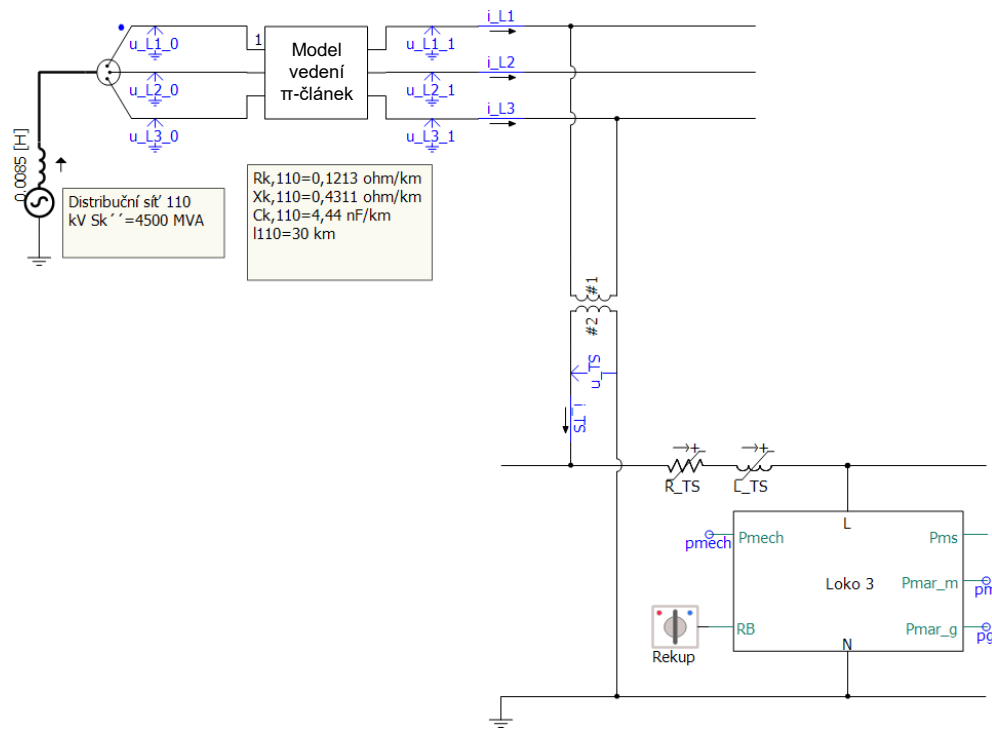 i_L1
u_L1_0
1
Model
vedení
π-článek
u_L1_1
i_L2
u_L2_0
u_L2_1
i_L3
u_L3_0
u_L3_1
0.0085 [H]
Distribuční síť 110
kV Sk´´=4500 MVA
Rk,110=0,1213 ohm/km
Xk,110=0,4311 ohm/km
Ck,110=4,44 nF/km
l110=30 km
#1
#2
u_TS
i_TS
R_TS
L_TS
L
pmech
Pmech
Pms
Loko 3
Pmar_m
pm
RB
Pmar_g
pg
Rekup
N